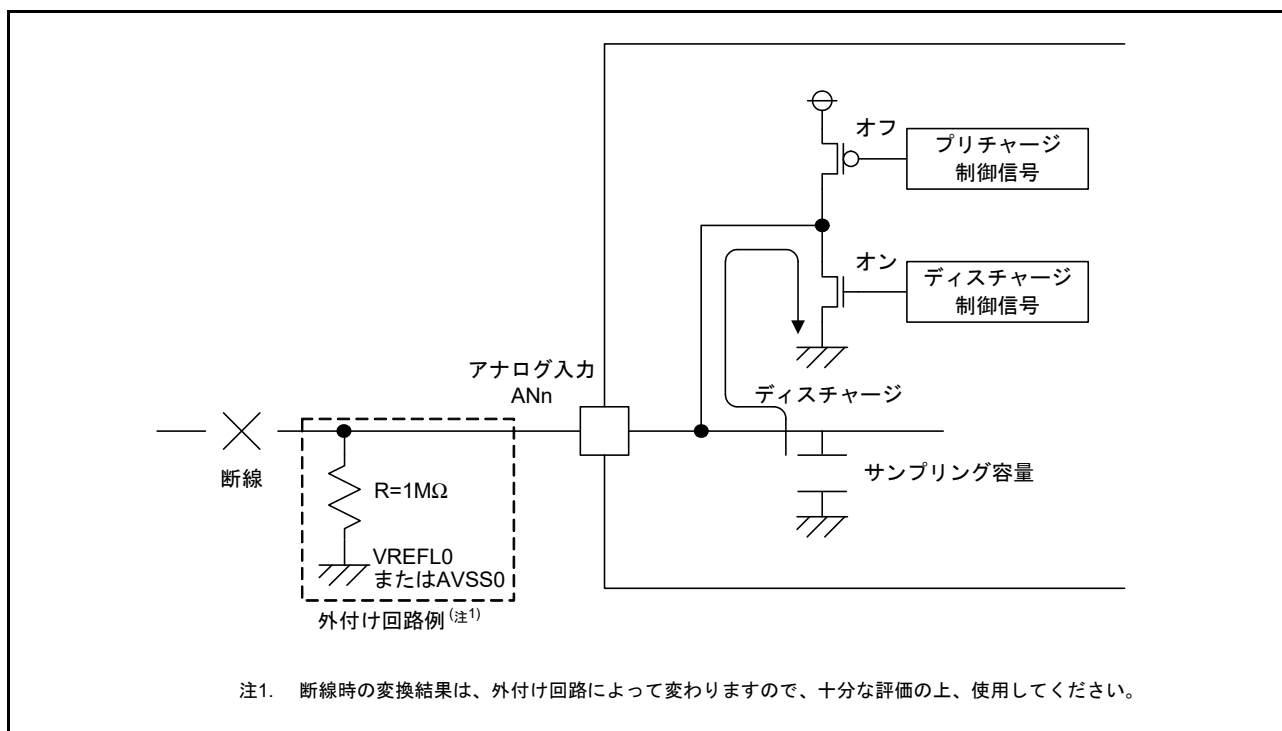 オフ
プリチャージ
制御信号
オン
ディスチャージ
制御信号
アナログ入力
ANn
ディスチャージ
断線
R=1MΩ
サンプリング容量
VREFL0
またはAVSS0
外付け回路例(注1)
注1. 断線時の変換結果は、外付け回路によって変わりますので、十分な評価の上、使用してください。